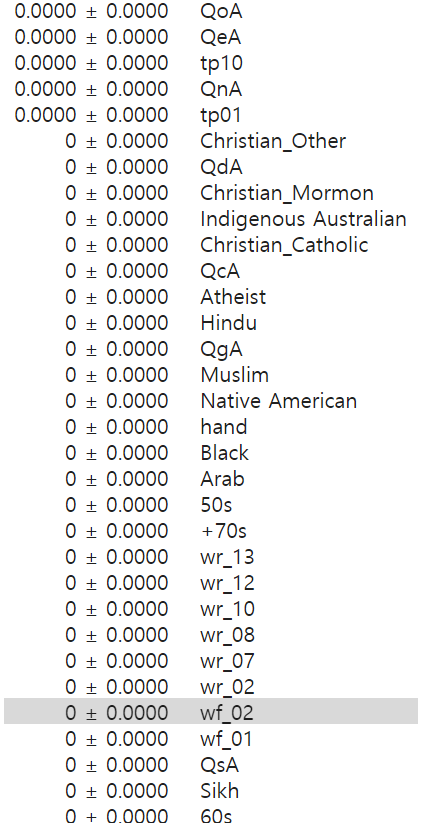 0.0000 ± 0.0000 QoA
0.0000 ± 0.0000 QeA
0.0000 ± 0.0000 tp10
0.0000 ± 0.0000 QnA
0.0000 ± 0.0000 tp01
0 ± 0.0000 Christian_Other
0 ± 0.0000 QdA
0 ± 0.0000 Christian_Mormon
0 ± 0.0000 Indigenous Australian
0 ± 0.0000 Christian_Catholic
0 ± 0.0000 QcA
0 ± 0.0000 Atheist
0 ± 0.0000 Hindu
0 ± 0.0000 QgA
0 ± 0.0000 Muslim
0 ± 0.0000 Native American
0 ± 0.0000 hand
0 ± 0.0000 Black
0 ± 0.0000 Arab
0 ± 0.0000 50s
0 ± 0.0000 +70s
0 ± 0.0000 wr_13
0 ± 0.0000 wr_12
0 ± 0.0000 wr_10
0 ± 0.0000 wr_08
0 ± 0.0000 wr_07
0 ± 0.0000 wr_02
0 ± 0.0000 wf_02
0 ± 0.0000 wf_01
0 ± 0.0000 QsA
0 ± 0.0000 Sikh
0 ± 0.0000 60s